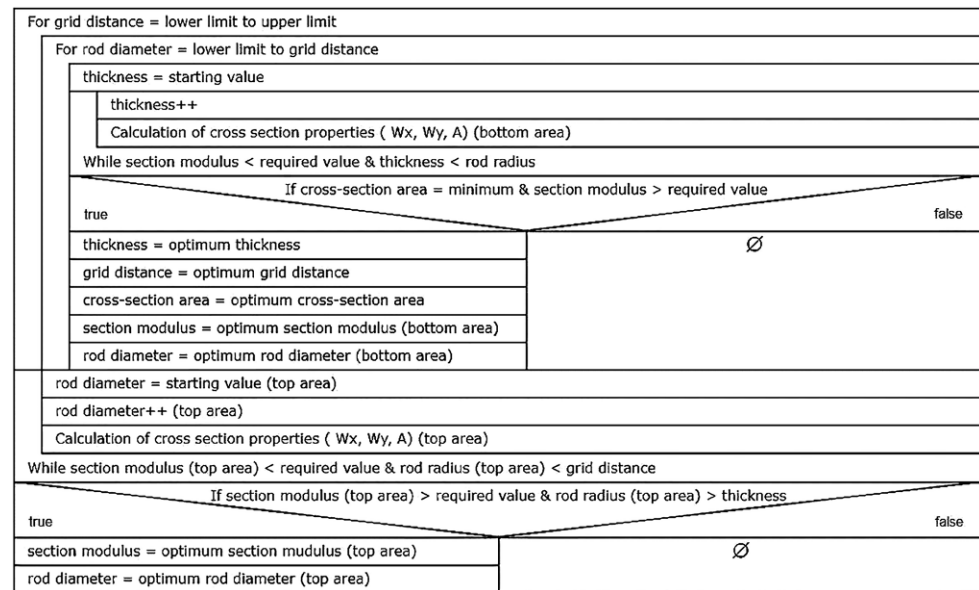 For grid distance = lower limit to upper limit
For rod diameter = lower limit to grid distance
thickness = starting value
thickness++
Calculation of cross section properties ( Wx, Wy, A) (bottom area)
While section modulus < required value & thickness < rod radius
If cross-section area = minimum & section modulus > required value
true
false
thickness = optimum thickness
∅
grid distance = optimum grid distance
cross-section area = optimum cross-section area
section modulus = optimum section modulus (bottom area)
rod diameter = optimum rod diameter (bottom area)
rod diameter = starting value (top area)
rod diameter++ (top area)
Calculation of cross section properties ( Wx, Wy, A) (top area)
While section modulus (top area) < required value & rod radius (top area) < grid distance
If section modulus (top area) > required value & rod radius (top area) > thickness
true
false
section modulus = optimum section mudulus (top area)
∅
rod diameter = optimum rod diameter (top area)